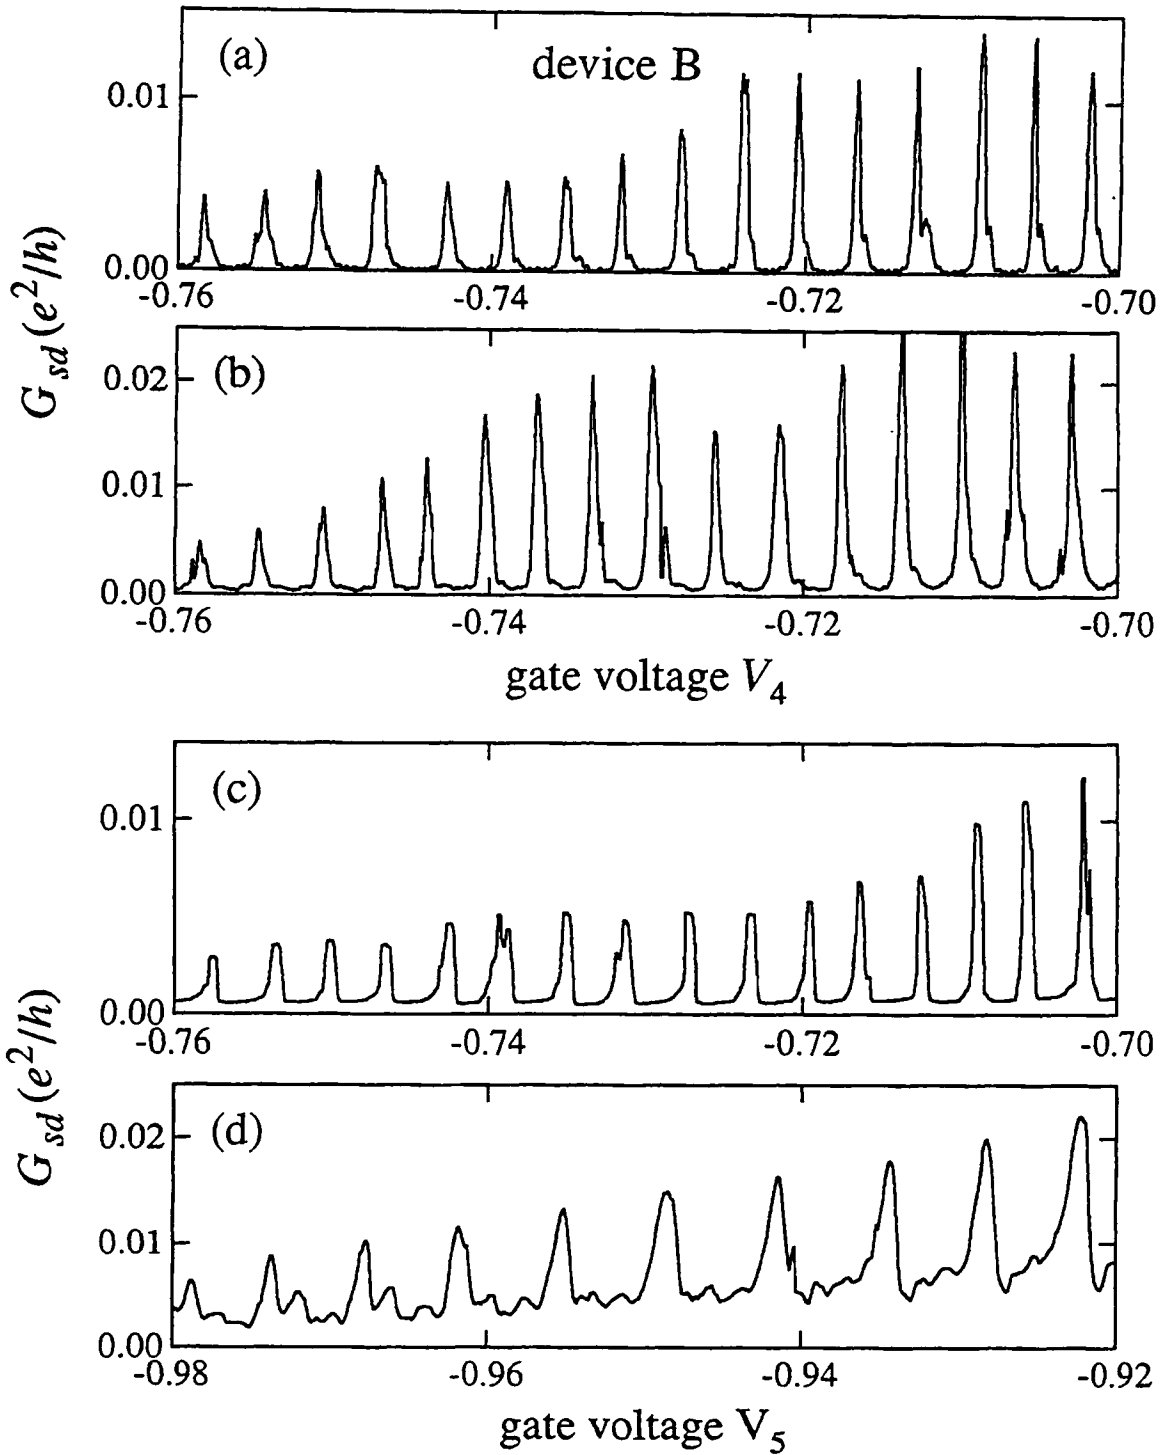 (a)
device B
0.01
0.00
-0.76
-0.74
-0.72
-0.70
G_sd (e²/h)
(b)
0.02
0.01
0.00
-0.76
-0.74
-0.72
-0.70
gate voltage V₄
(c)
0.01
0.00
-0.76
-0.74
-0.72
-0.70
G_sd (e²/h)
(d)
0.02
0.01
0.00
-0.98
-0.96
-0.94
-0.92
gate voltage V₅